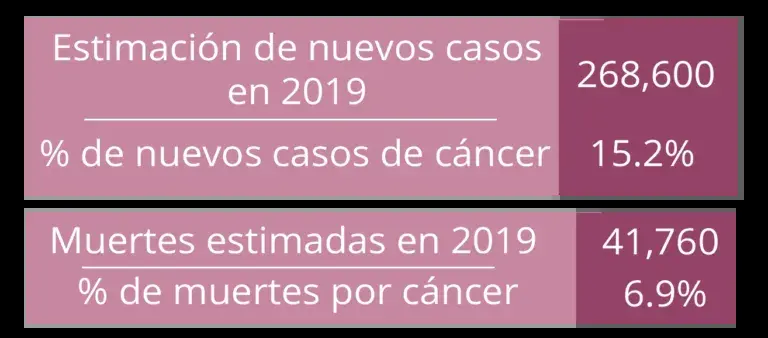 Estimación de nuevos casos
en 2019
268,600
% de nuevos casos de cáncer
15.2%
Muertes estimadas en 2019
41,760
% de muertes por cáncer
6.9%